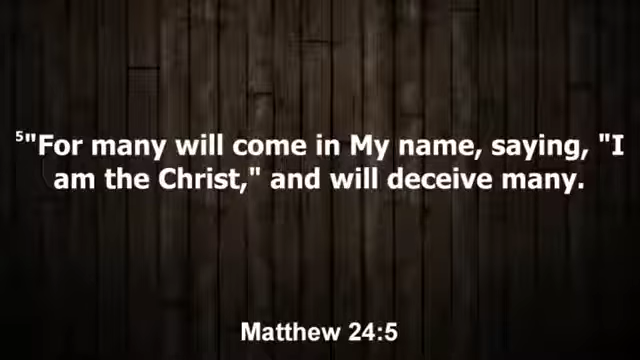 ⁵"For many will come in My name, saying, "I
am the Christ," and will deceive many.
Matthew 24:5